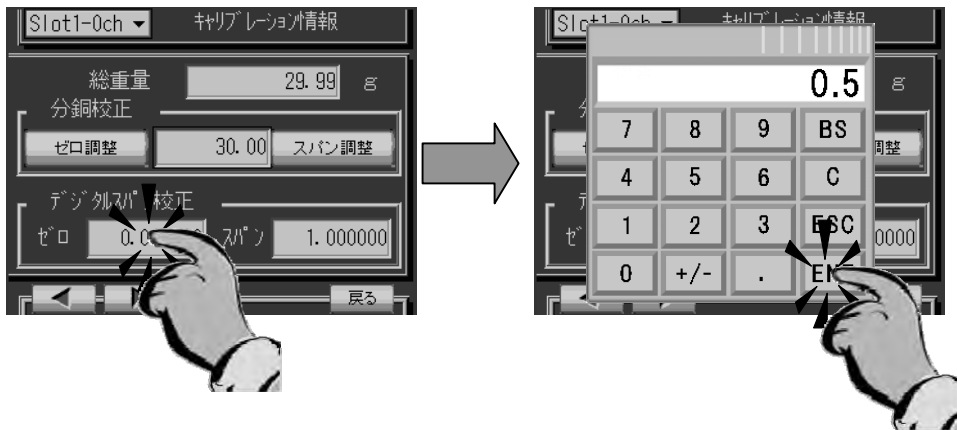 Slot1-0ch ▼ キャリブレーション情報
総重量 29.99 g
分銅校正
ゼロ調整 30.00 スパン調整
デジタルスパン校正
ゼロ スパン 1.000000
戻る
0.5 g
7 8 9 BS
4 5 6 C
1 2 3 ESC
0 +/- . ENT